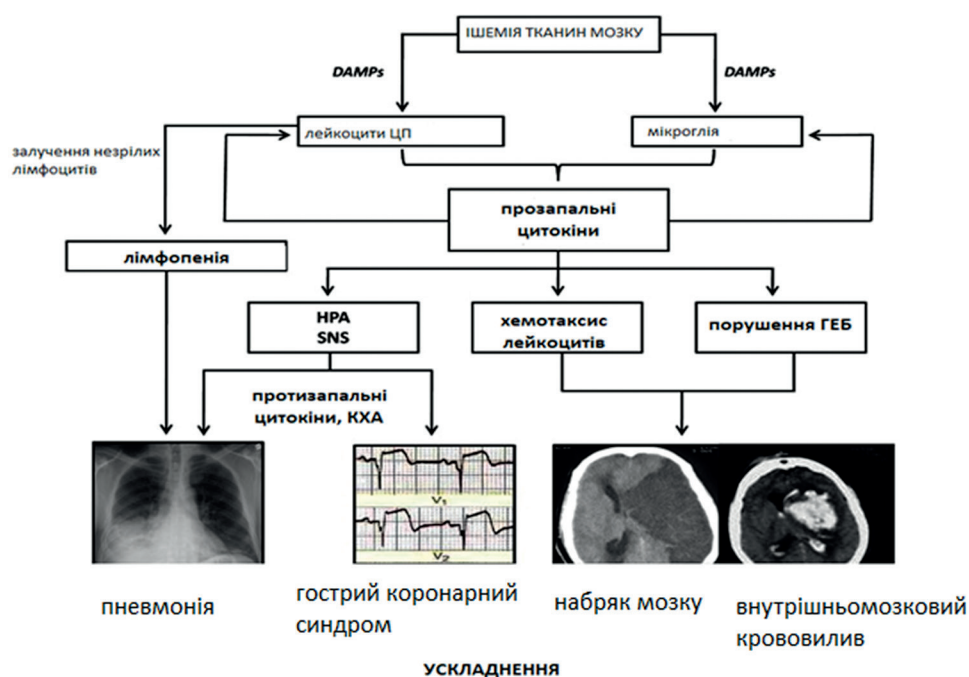 ІШЕМІЯ ТКАНИН МОЗКУ
DAMPs
DAMPs
лейкоцити ЦП
мікроглія
залучення незрілих
лімфоцитів
прозапальні
цитокіни
лімфопенія
HPA
SNS
хемотаксис
лейкоцитів
порушення ГЕБ
протизапальні
цитокіни, КХА
V1
V2
пневмонія
гострий коронарний
синдром
набряк мозку
внутрішньомозковий
крововилив
УСКЛАДНЕННЯ